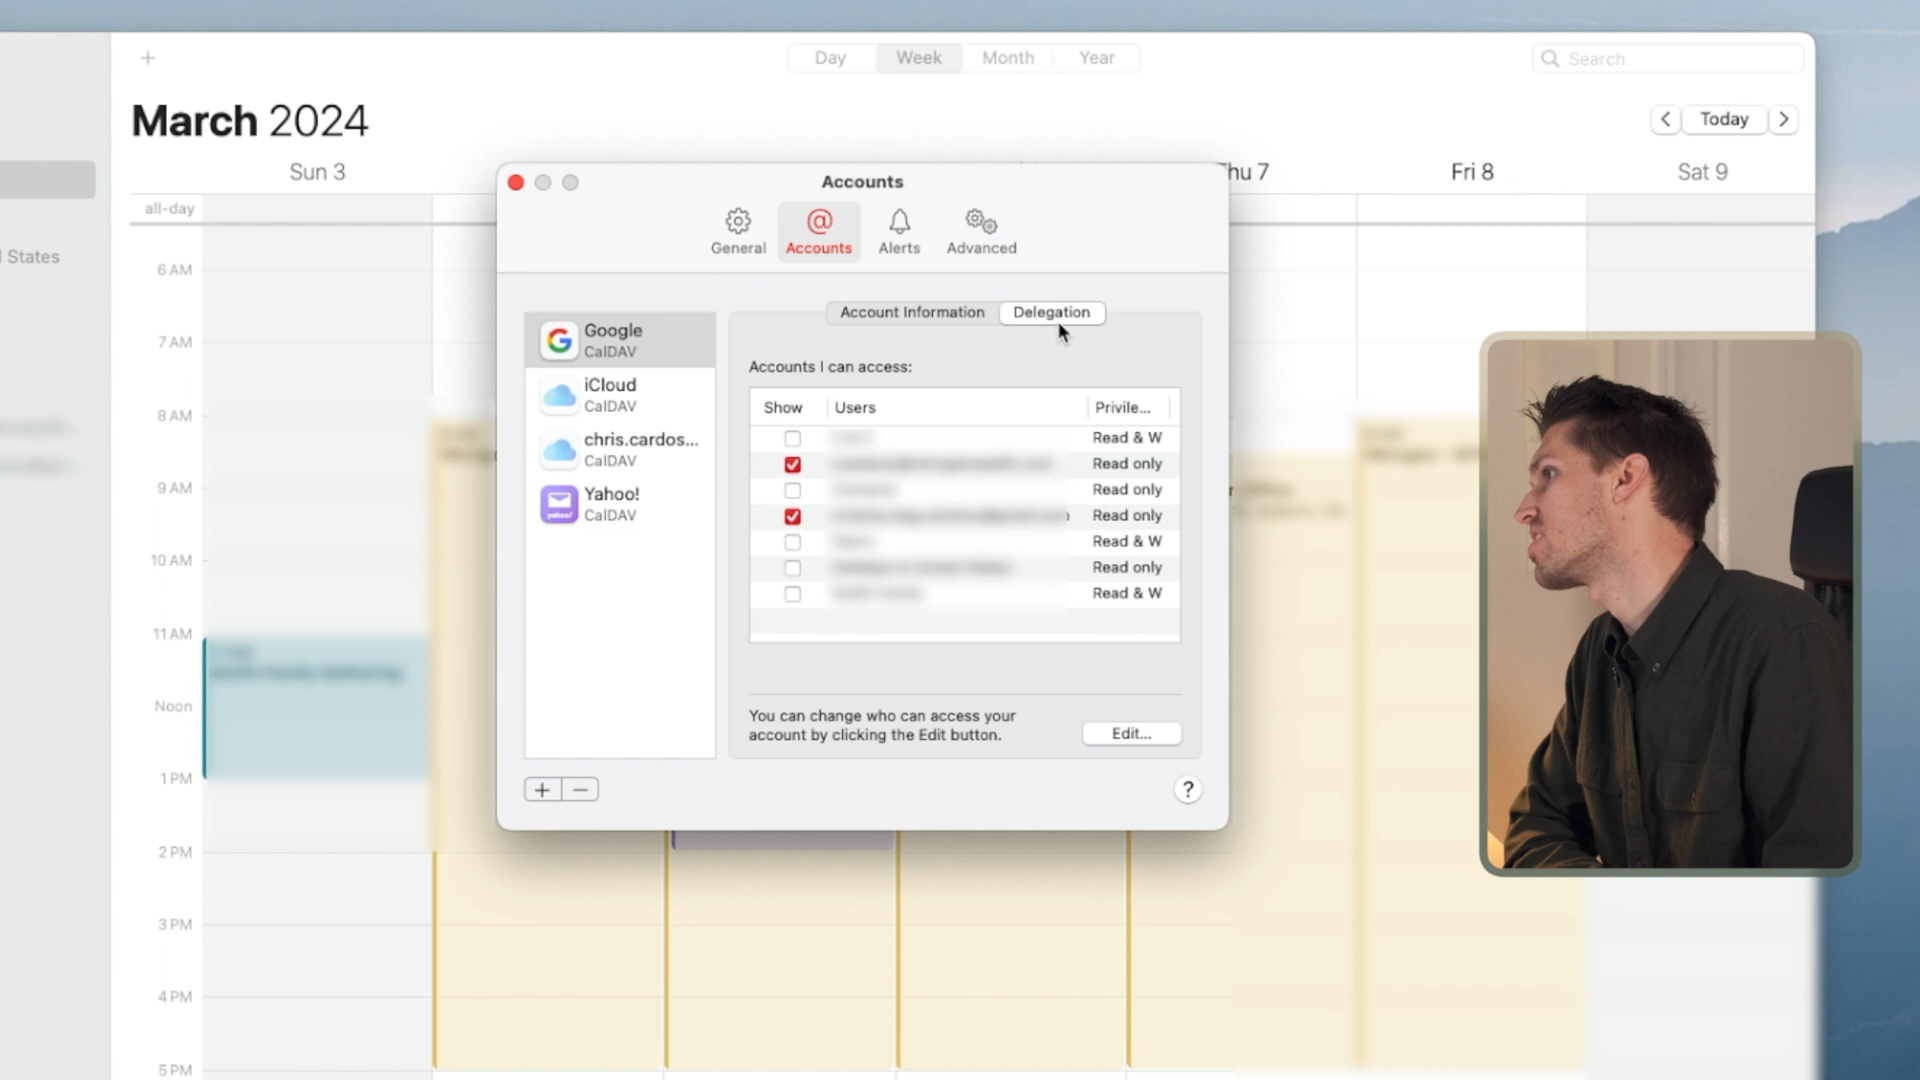 +
Day Week Month Year
Search
March 2024
Today
Sun 3
Thu 7
Fri 8
Sat 9
all-day
States
6 AM
7 AM
8 AM
9 AM
10 AM
11 AM
Noon
1 PM
2 PM
3 PM
4 PM
5 PM
Accounts
General Accounts Alerts Advanced
Google
CalDAV
iCloud
CalDAV
chris.cardos...
CalDAV
yahoo!
Yahoo!
CalDAV
Account Information Delegation
Accounts I can access:
Show Users Privile...
Read & W
Read only
Read only
Read only
Read & W
Read only
Read & W
You can change who can access your
account by clicking the Edit button.
Edit...
+ −
?